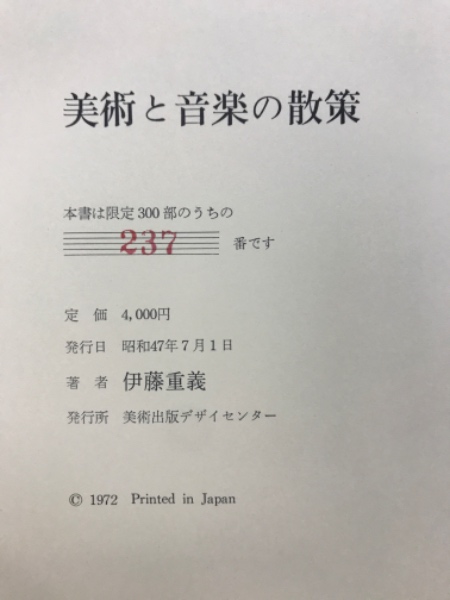 美術と音楽の散策
本書は限定300部のうちの
237 番です
定 価 4,000円
発行日 昭和47年7月1日
著 者 伊藤重義
発行所 美術出版デザイセンター
© 1972 Printed in Japan